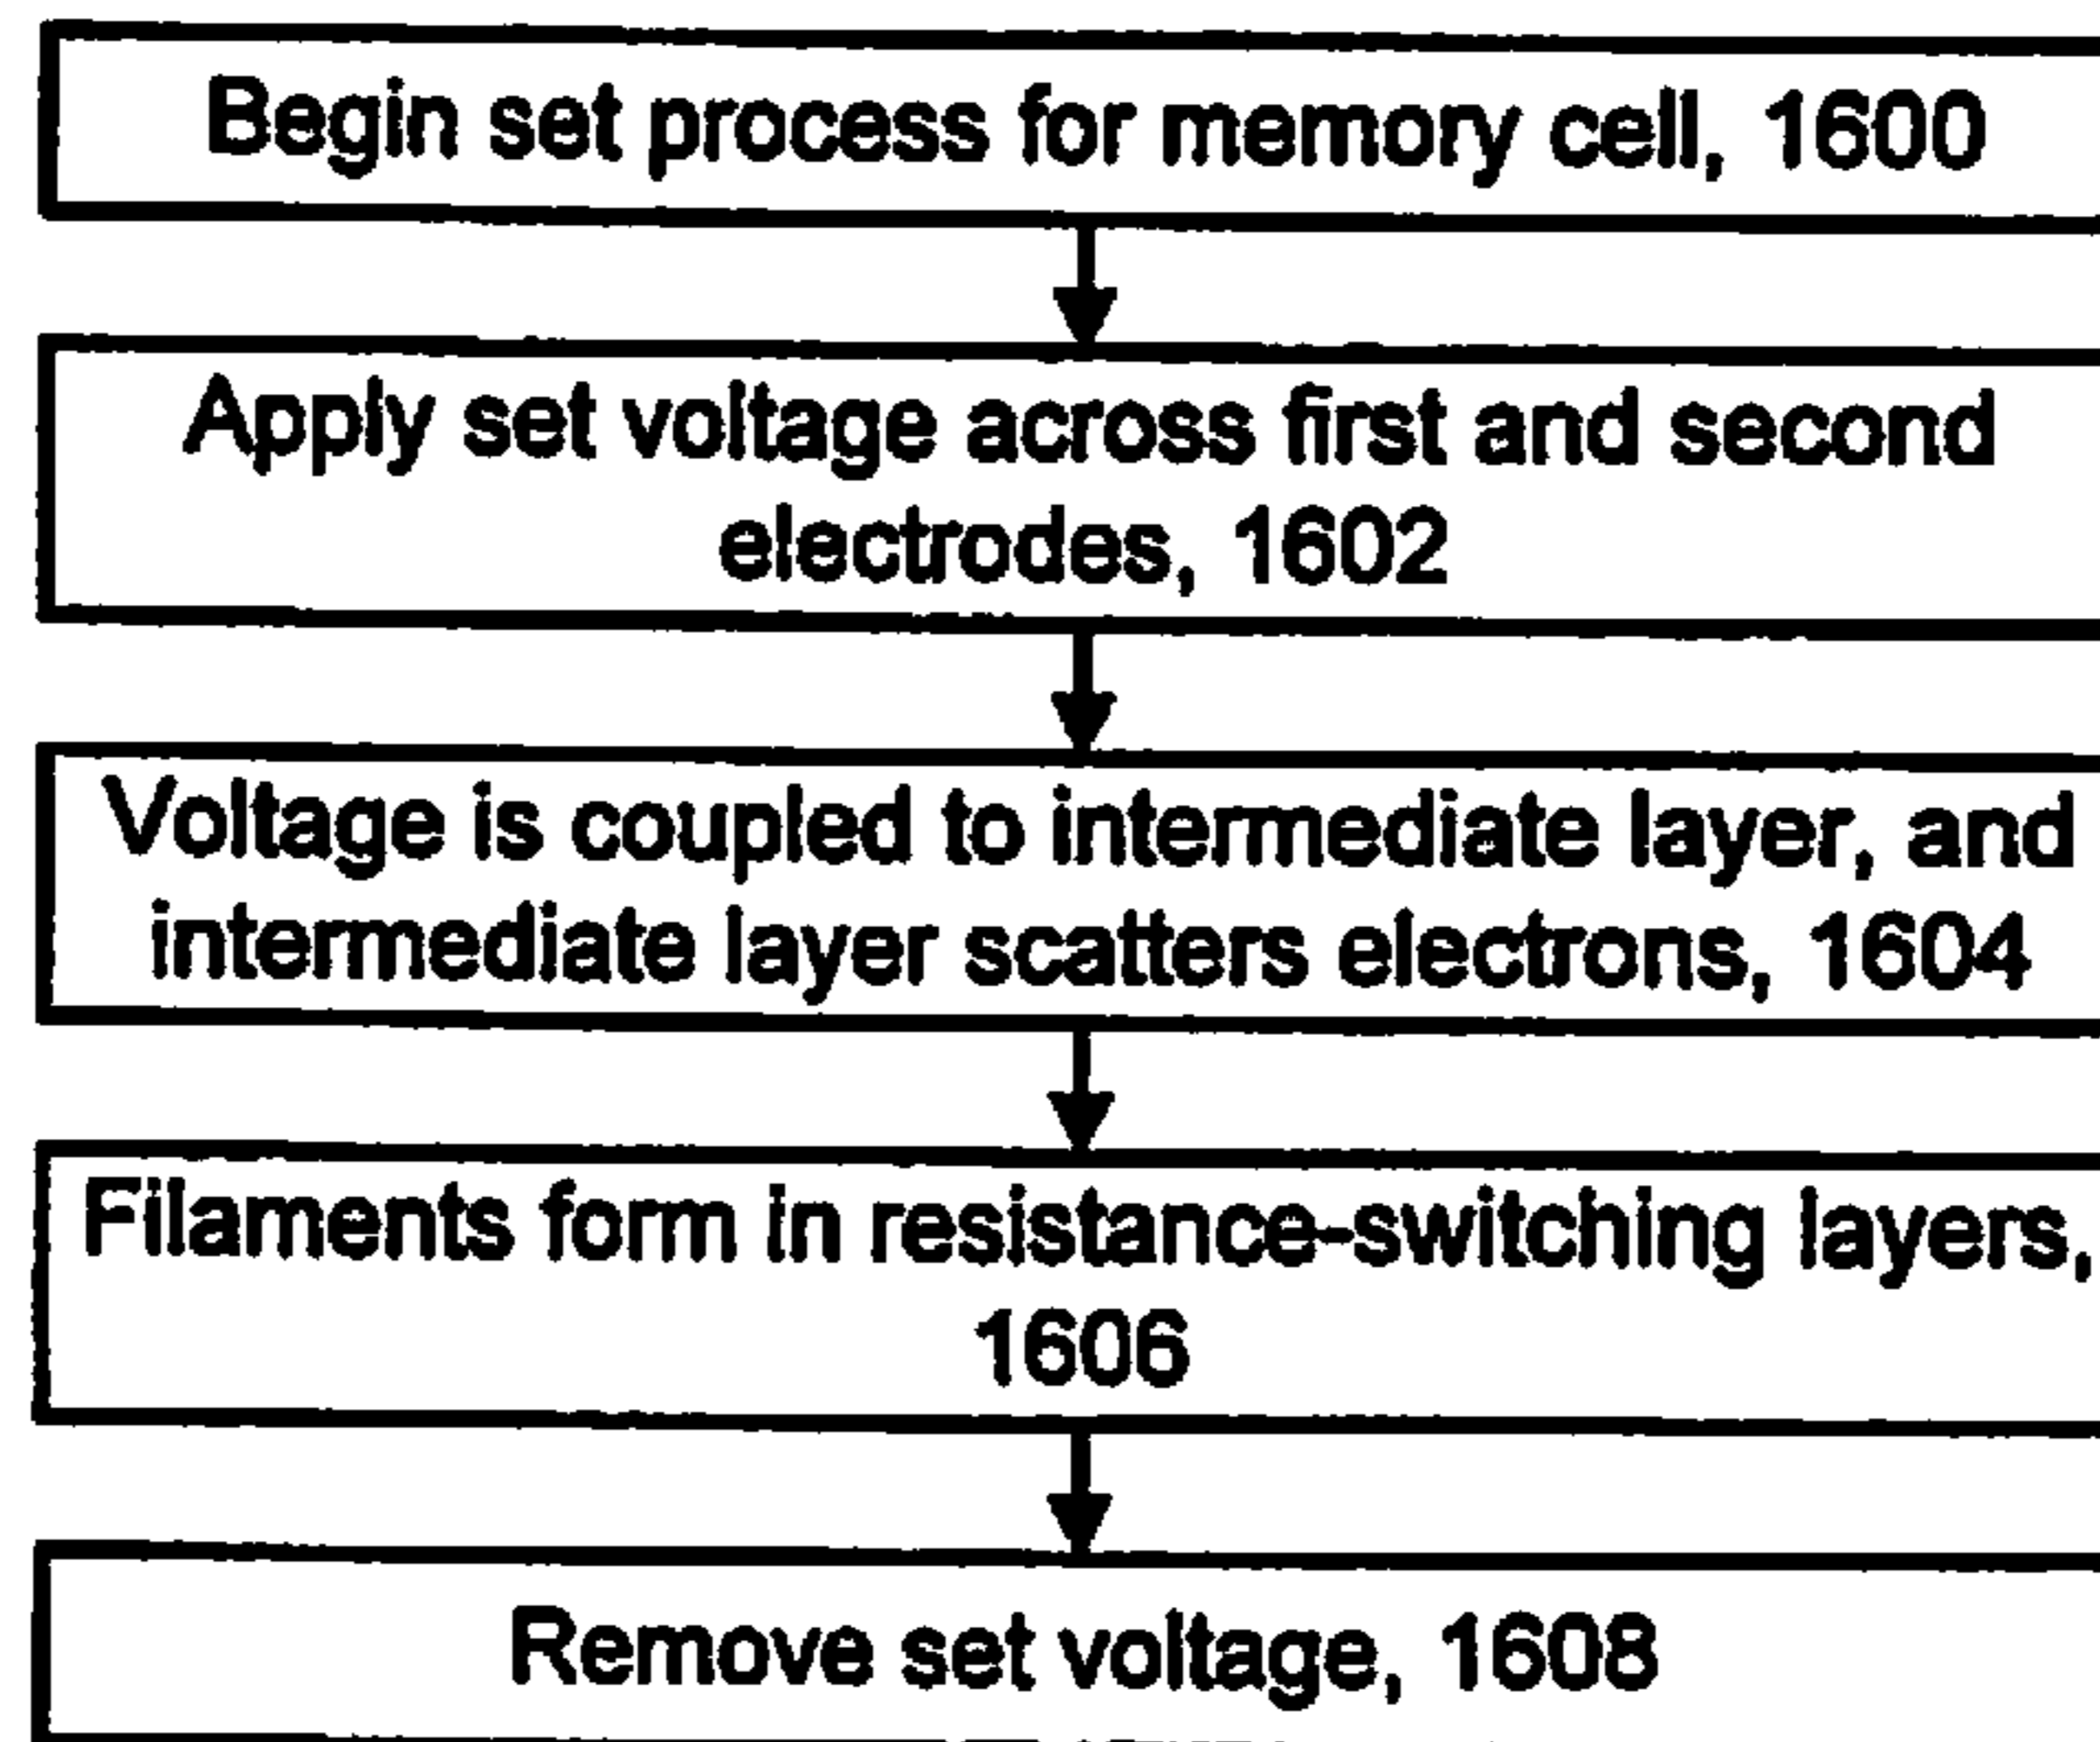 Begin set process for memory cell, 1600
Apply set voltage across first and second
electrodes, 1602
Voltage is coupled to intermediate layer, and
intermediate layer scatters electrons, 1604
Filaments form in resistance-switching layers,
1606
Remove set voltage, 1608